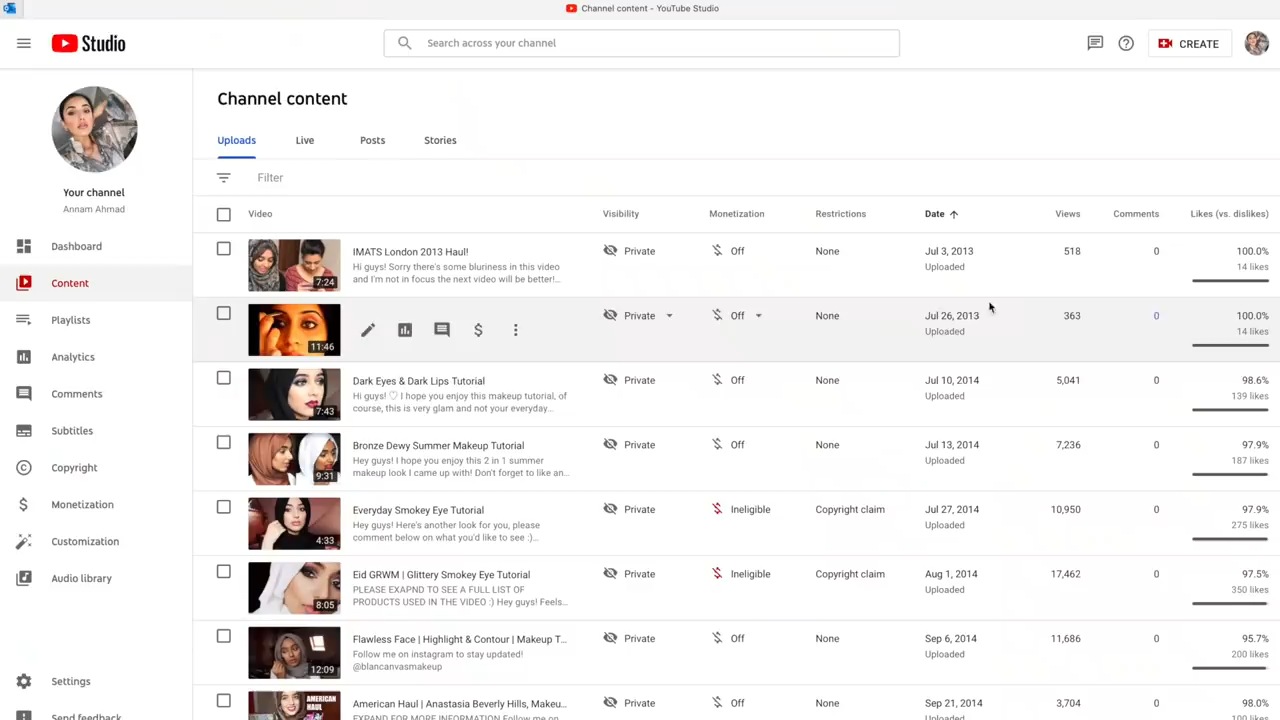 Channel content - YouTube Studio
Studio
Search across your channel
CREATE
Your channel
Annam Ahmad
Dashboard
Content
Playlists
Analytics
Comments
Subtitles
Copyright
Monetization
Customization
Audio library
Settings
Send feedback
Channel content
Uploads Live Posts Stories
Filter
Video Visibility Monetization Restrictions Date Views Comments Likes (vs. dislikes)
IMATS London 2013 Haul! Private Off None Jul 3, 2013 518 0 100.0%
Hi guys! Sorry there's some bluriness in this video Uploaded 14 likes
and I'm not in focus the next video will be better!...
7:24
Private Off None Jul 26, 2013 363 0 100.0%
Uploaded 14 likes
11:46
Dark Eyes & Dark Lips Tutorial Private Off None Jul 10, 2014 5,041 0 98.6%
Hi guys! ♡ I hope you enjoy this makeup tutorial, of Uploaded 139 likes
course, this is very glam and not your everyday...
7:43
Bronze Dewy Summer Makeup Tutorial Private Off None Jul 13, 2014 7,236 0 97.9%
Hey guys! I hope you enjoy this 2 in 1 summer Uploaded 187 likes
makeup look I came up with! Don't forget to like an...
9:31
Everyday Smokey Eye Tutorial Private Ineligible Copyright claim Jul 27, 2014 10,950 0 97.9%
Hey guys! Here's another look for you, please Uploaded 275 likes
comment below on what you'd like to see :)...
4:33
Eid GRWM | Glittery Smokey Eye Tutorial Private Ineligible Copyright claim Aug 1, 2014 17,462 0 97.5%
PLEASE EXAPND TO SEE A FULL LIST OF Uploaded 350 likes
PRODUCTS USED IN THE VIDEO :) Hey guys! Feels...
8:05
Flawless Face | Highlight & Contour | Makeup T... Private Off None Sep 6, 2014 11,686 0 95.7%
Follow me on instagram to stay updated! Uploaded 200 likes
@blancanvasmakeup
12:09
AMERICAN
HAUL
American Haul | Anastasia Beverly Hills, Makeu... Private Off None Sep 21, 2014 3,704 0 98.0%
EXPAND FOR MORE INFORMATION Follow me on Uploaded 100 likes